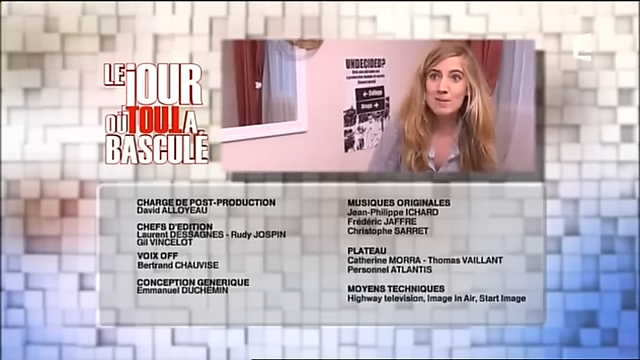 LE
JOUR
OÙ TOUT A
BASCULÉ
UNDECIDED?
College
2
CHARGE DE POST-PRODUCTION
David ALLOYEAU
CHEFS D'EDITION
Laurent DESSAGNES - Rudy JOSPIN
Gil VINCELOT
VOIX OFF
Bertrand CHAUVISE
CONCEPTION GENERIQUE
Emmanuel DUCHEMIN
MUSIQUES ORIGINALES
Jean-Philippe ICHARD
Frédéric JAFFRE
Christophe SARRET
PLATEAU
Catherine MORRA - Thomas VAILLANT
Personnel ATLANTIS
MOYENS TECHNIQUES
Highway television, Image In Air, Start Image